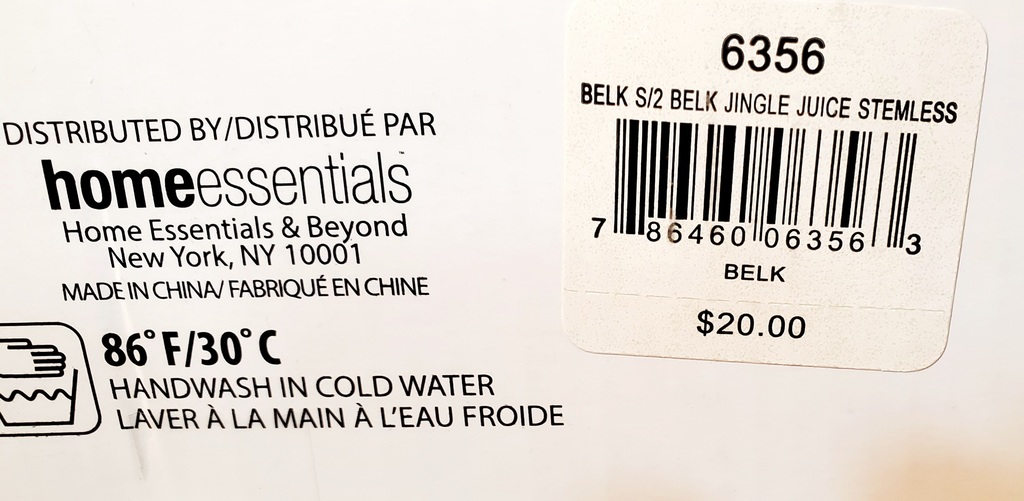 DISTRIBUTED BY/DISTRIBUÉ PAR
homeessentials™
Home Essentials & Beyond
New York, NY 10001
MADE IN CHINA/ FABRIQUÉ EN CHINE
86°F/30°C
HANDWASH IN COLD WATER
LAVER À LA MAIN À L'EAU FROIDE
6356
BELK S/2 BELK JINGLE JUICE STEMLESS
7 86460 06356 3
BELK
$20.00